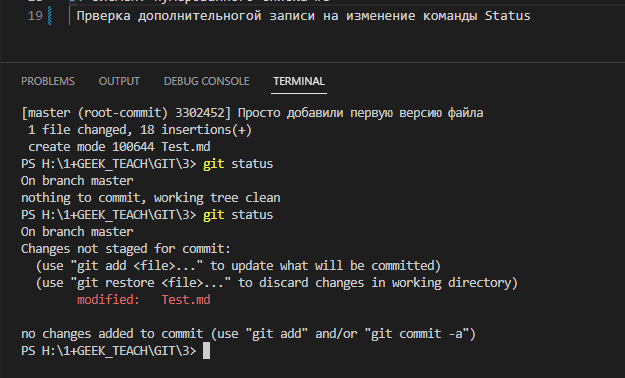 19 Прверка дополнительногой записи на изменение команды Status
PROBLEMS OUTPUT DEBUG CONSOLE TERMINAL
[master (root-commit) 3302452] Просто добавили первую версию файла
1 file changed, 18 insertions(+)
create mode 100644 Test.md
PS H:\1+GEEK_TEACH\GIT\3> git status
On branch master
nothing to commit, working tree clean
PS H:\1+GEEK_TEACH\GIT\3> git status
On branch master
Changes not staged for commit:
(use "git add <file>..." to update what will be committed)
(use "git restore <file>..." to discard changes in working directory)
modified: Test.md
no changes added to commit (use "git add" and/or "git commit -a")
PS H:\1+GEEK_TEACH\GIT\3>